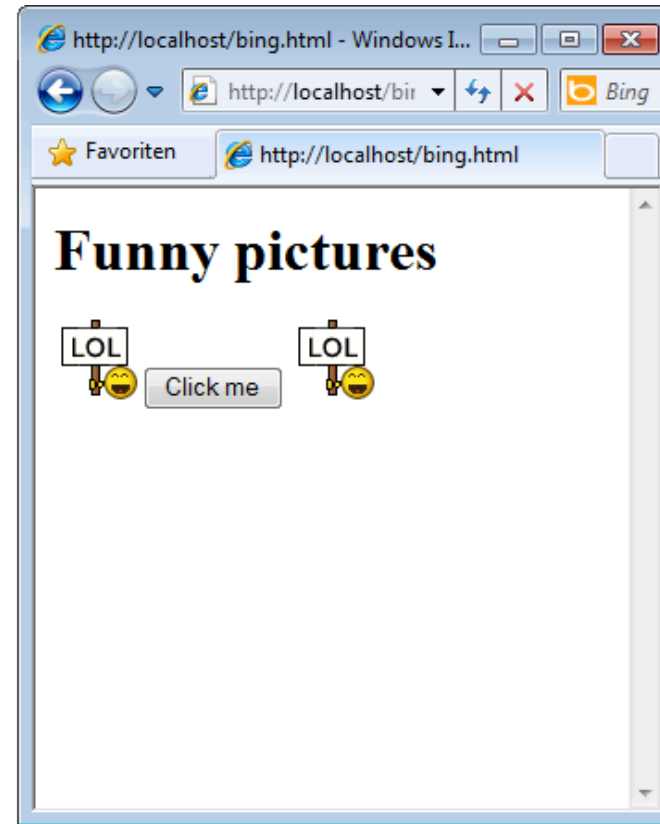 http://localhost/bing.html - Windows I...
http://localhost/bin
Bing
Favoriten
http://localhost/bing.html
Funny pictures
LOL
Click me
LOL